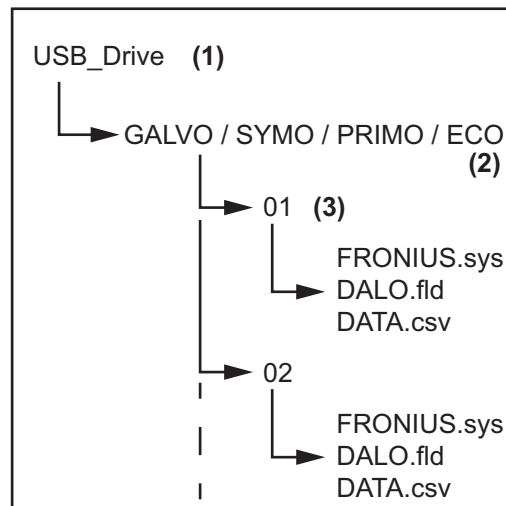 USB_Drive (1)
GALVO / SYMO / PRIMO / ECO
(2)
01 (3)
FRONIUS.sys
DALO.fld
DATA.csv
02
FRONIUS.sys
DALO.fld
DATA.csv